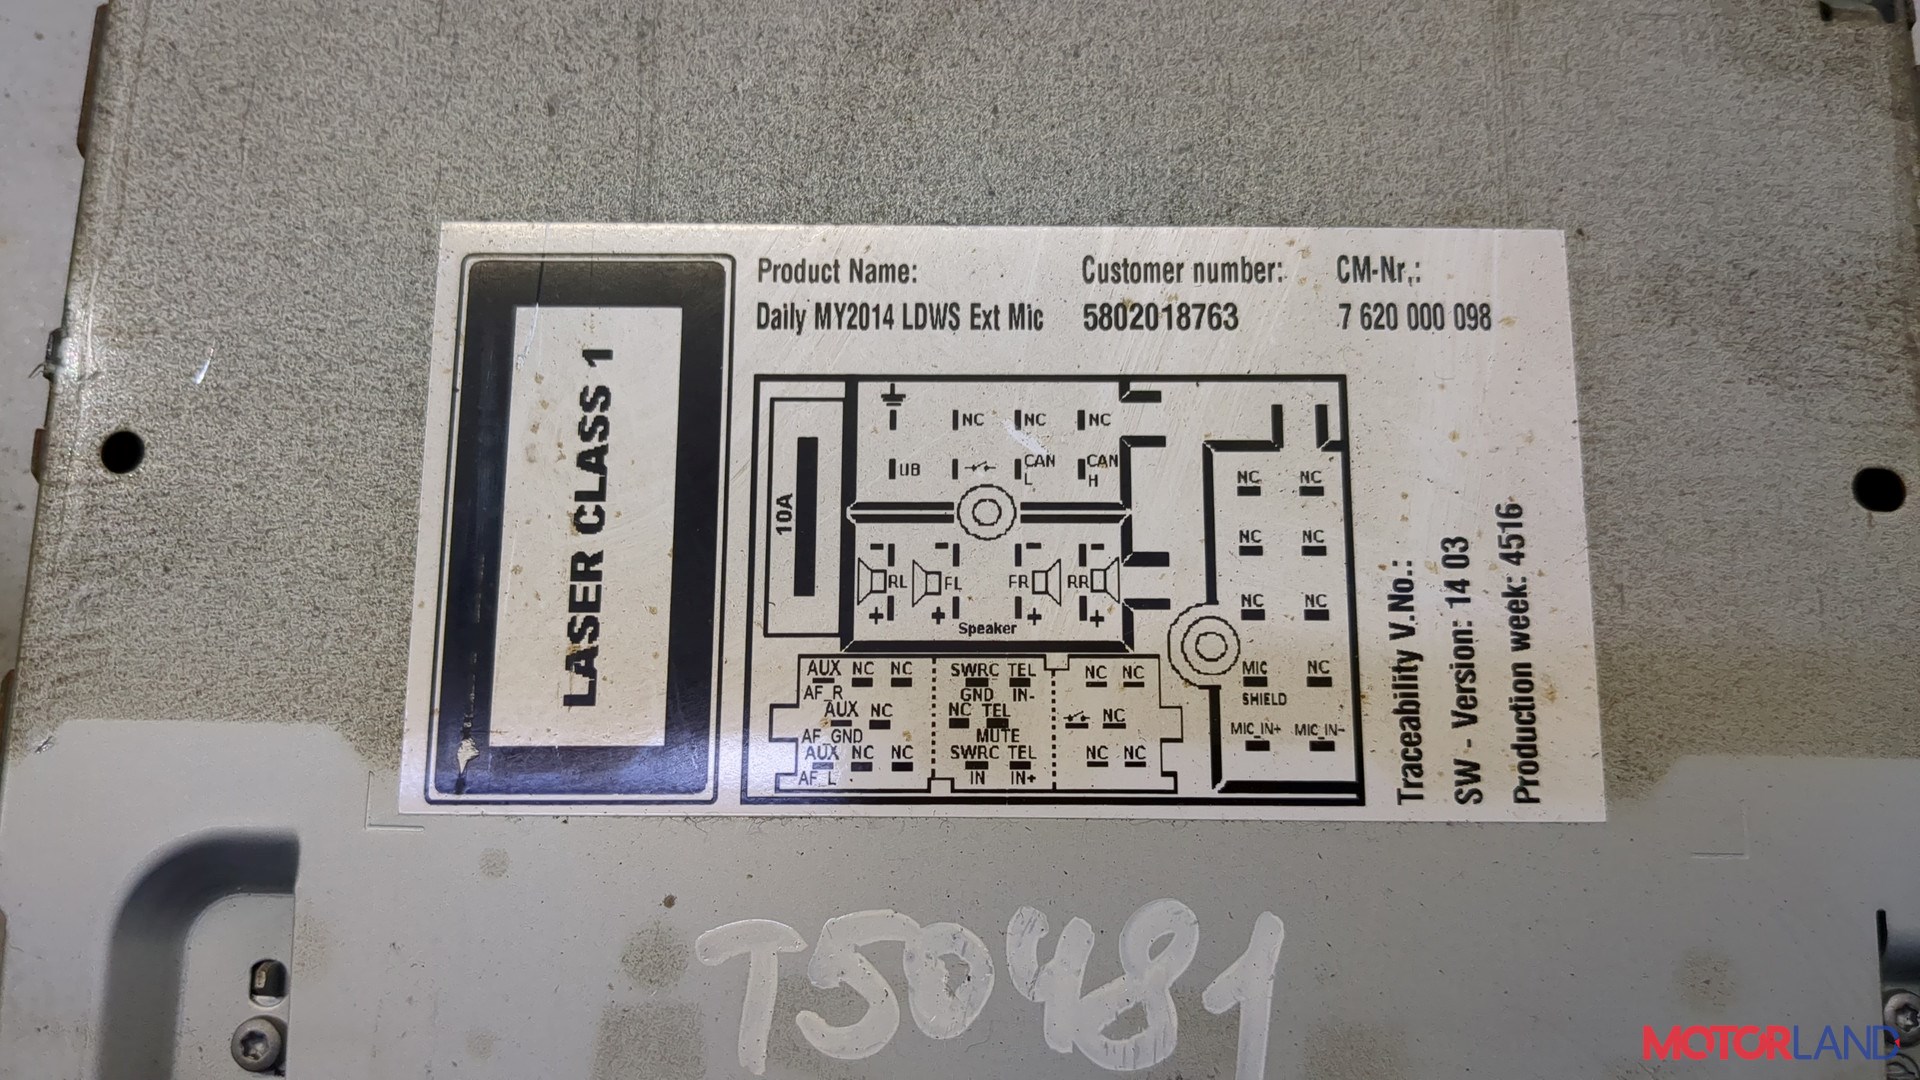 Product Name:
Customer number:
CM-Nr.:
Daily MY2014 LDWS Ext Mic
5802018763
7 620 000 098
LASER CLASS 1
10A
NC NC NC
UB CAN L CAN H
RL FL FR RR
Speaker
AUX NC NC SWRC TEL NC NC
AF_R GND IN-
AUX NC NC TEL NC
AF_GND MUTE
AUX NC NC SWRC TEL NC NC
AF_L IN IN+
NC NC
NC NC
NC NC
MIC NC
SHIELD
MIC_IN+ MIC_IN-
Traceability V.No.:
SW - Version: 14 03
Production week: 4516
T50481
MOTORLAND